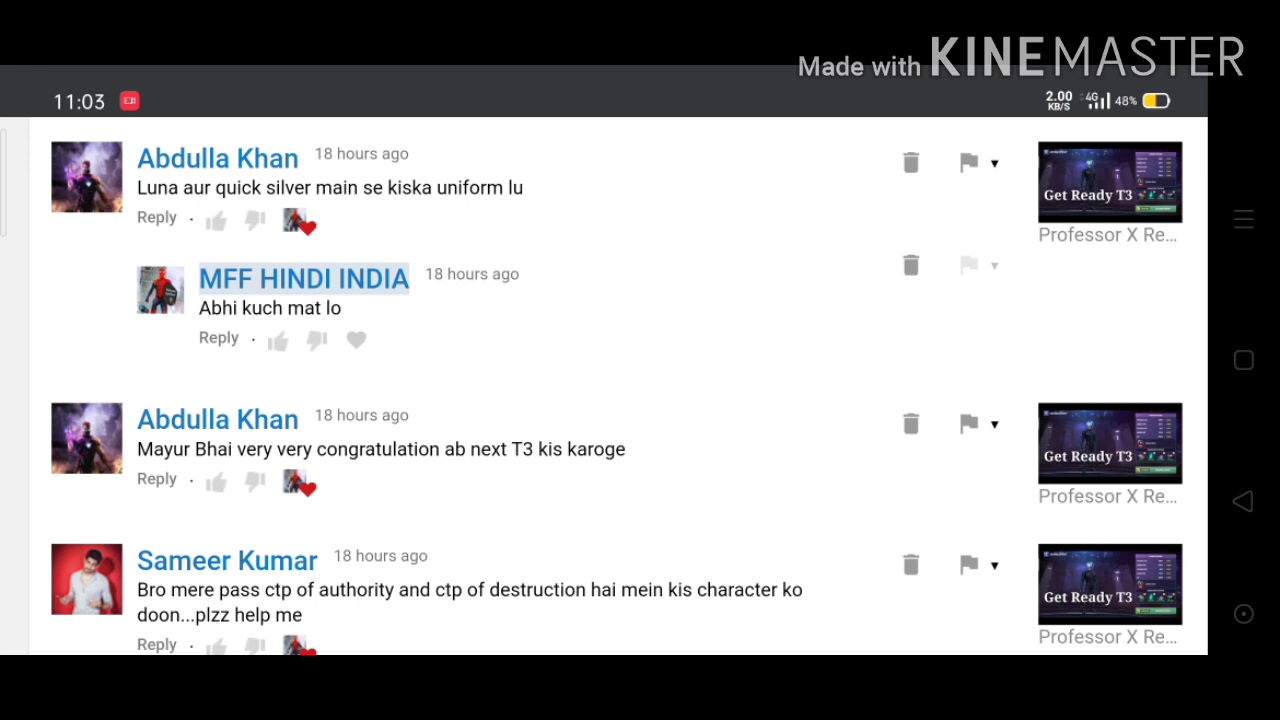 Made with KINEMASTER
11:03
2.00 KB/S 4G 48%
Abdulla Khan 18 hours ago
Luna aur quick silver main se kiska uniform lu
Reply
Get Ready T3
Professor X Re...
MFF HINDI INDIA 18 hours ago
Abhi kuch mat lo
Reply
Abdulla Khan 18 hours ago
Mayur Bhai very very congratulation ab next T3 kis karoge
Reply
Get Ready T3
Professor X Re...
Sameer Kumar 18 hours ago
Bro mere pass ctp of authority and ctp of destruction hai mein kis character ko
doon...plzz help me
Reply
Get Ready T3
Professor X Re...